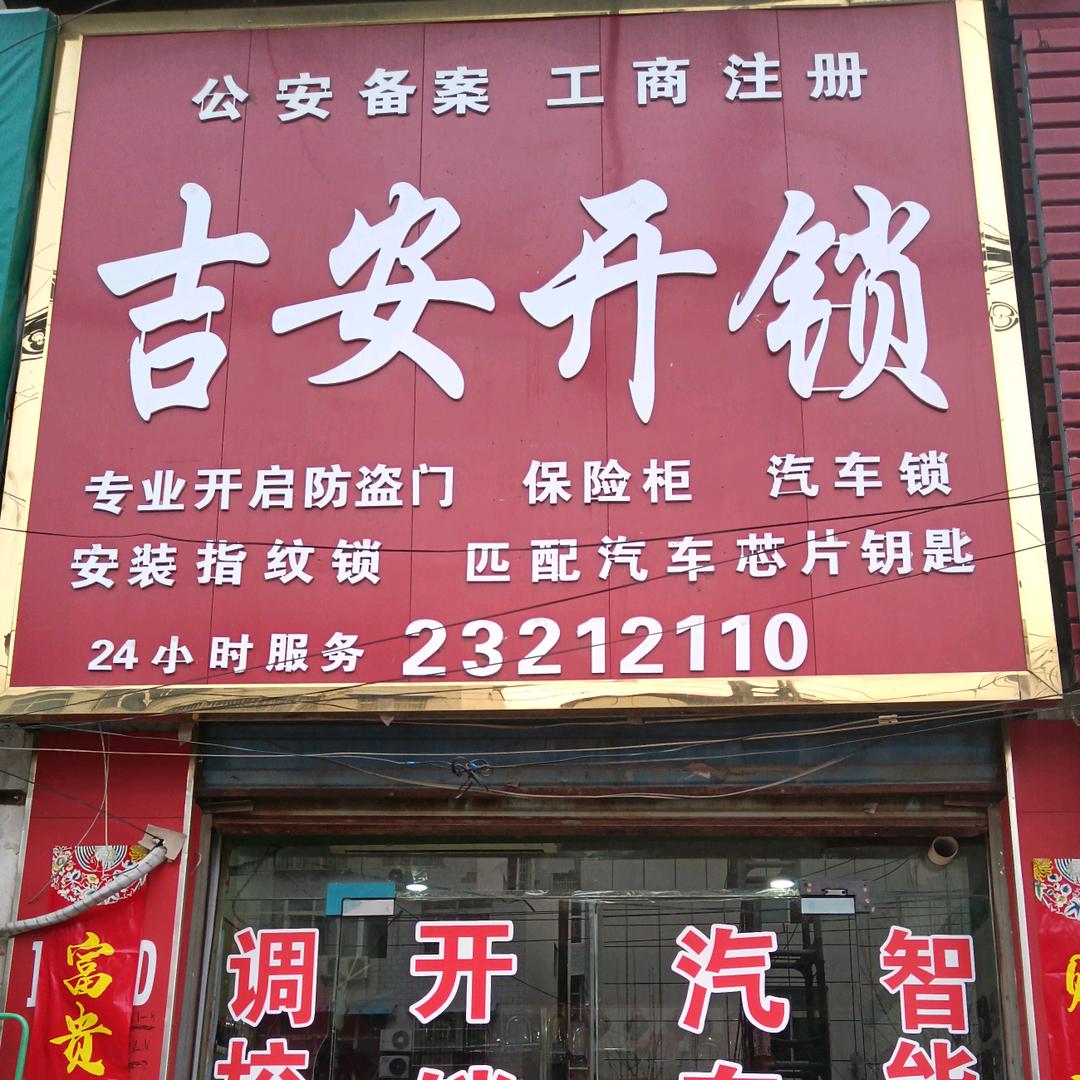 公安备案 工商注册
吉安开锁
专业开启防盗门 保险柜 汽车锁
安装指纹锁 匹配汽车芯片钥匙
24小时服务 23212110
调
开
汽
智
富贵